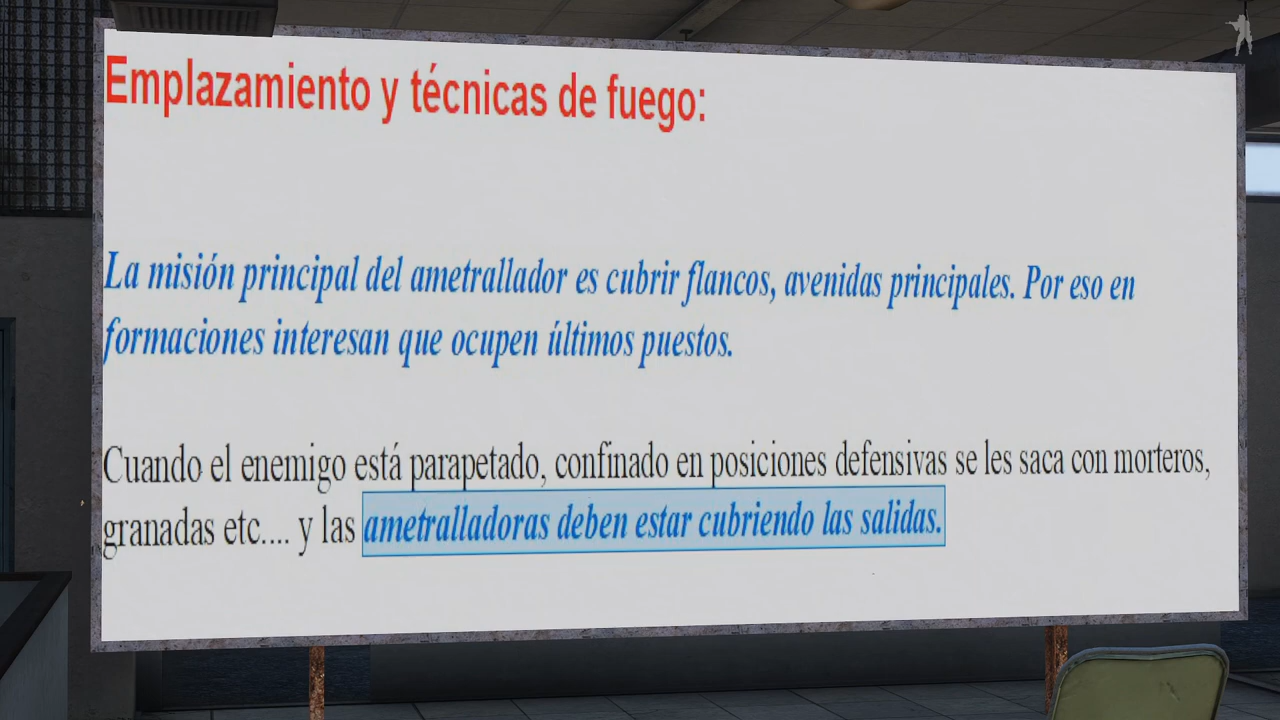 Emplazamiento y técnicas de fuego:
La misión principal del ametrallador es cubrir flancos, avenidas principales. Por eso en
formaciones interesan que ocupen últimos puestos.
Cuando el enemigo está parapetado, confinado en posiciones defensivas se les saca con morteros,
granadas etc.... y las ametralladoras deben estar cubriendo las salidas.